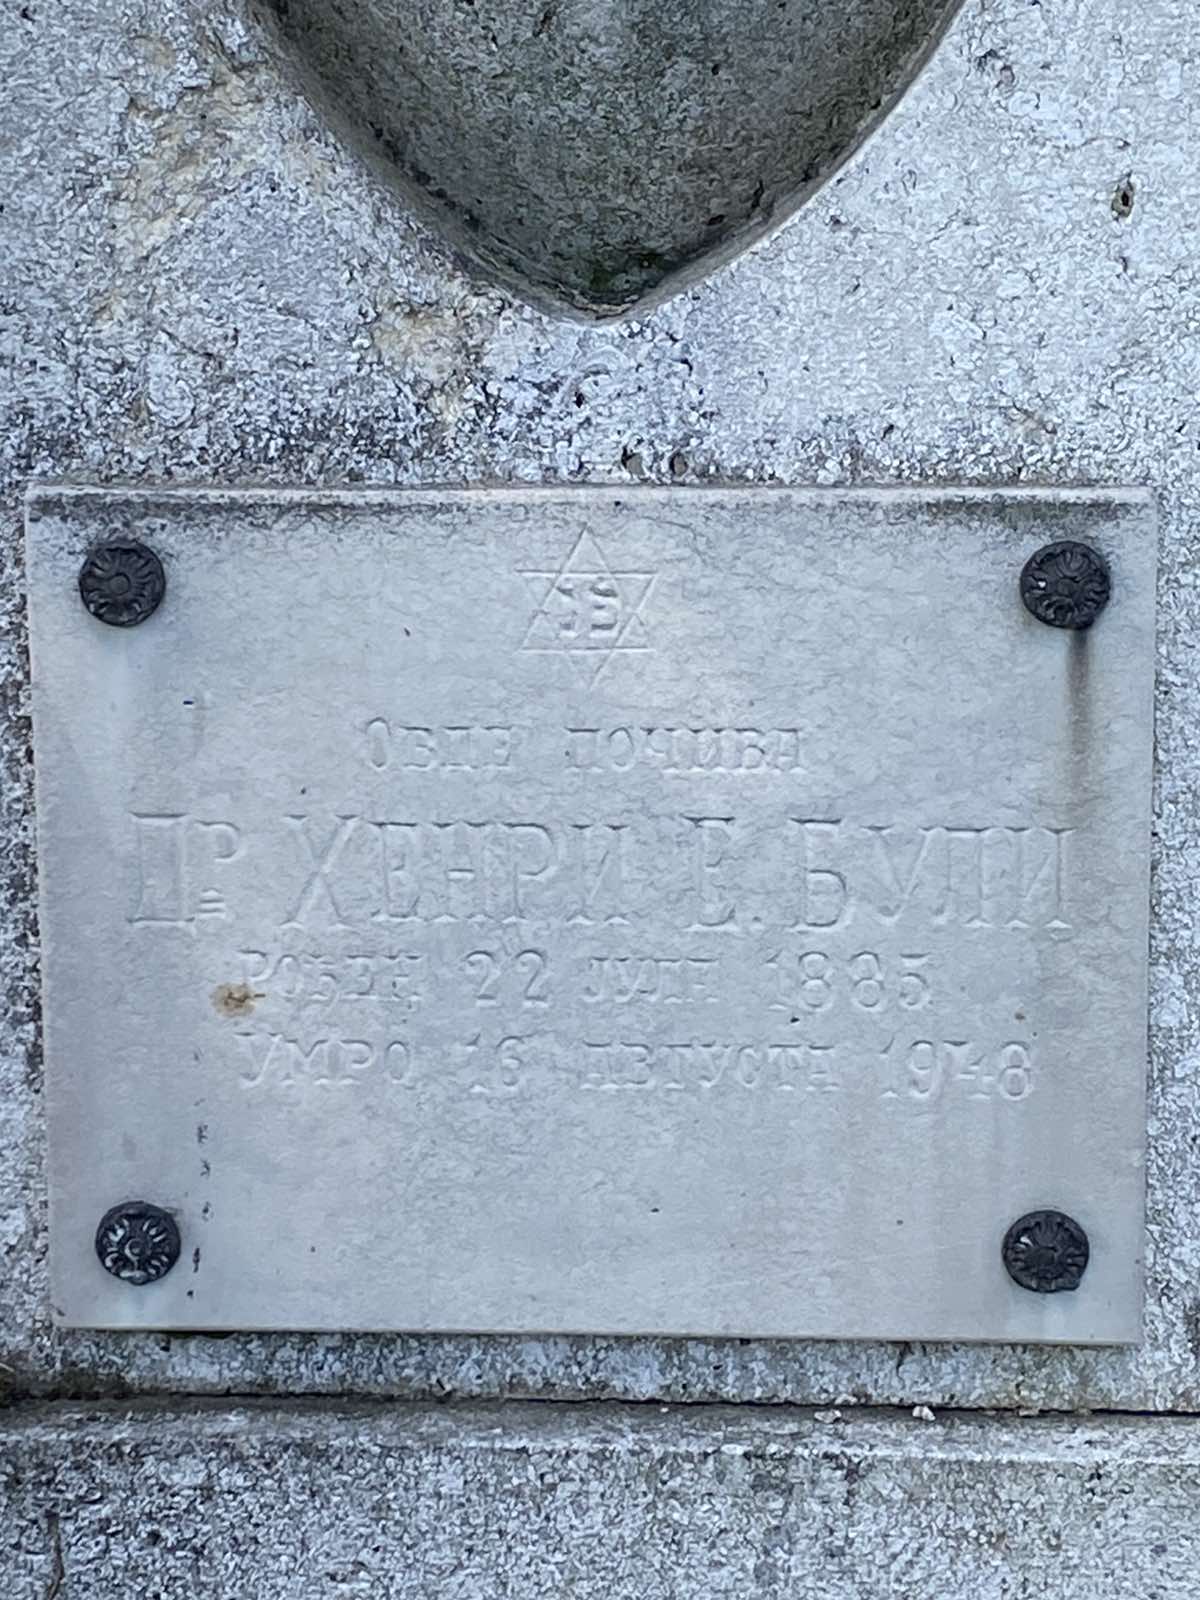 Овде почива
Др Хенри Е. Були
Рођен 22 јули 1885
Умро 16 августа 1948